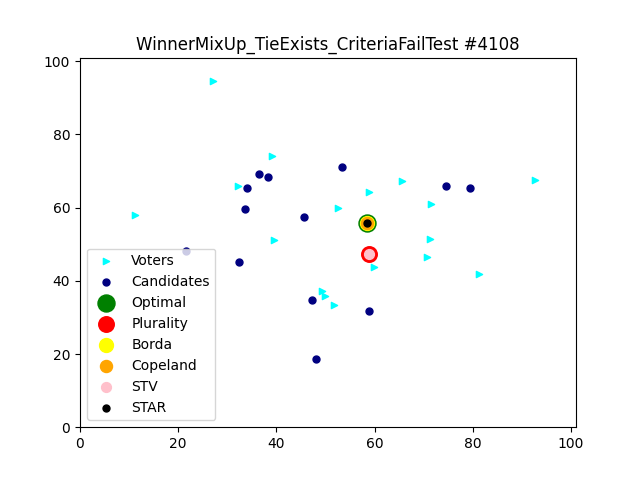 WinnerMixUp_TieExists_CriteriaFailTest #4108
100
80
60
40
20
0
Voters
Candidates
Optimal
Plurality
Borda
Copeland
STV
STAR
0 20 40 60 80 100